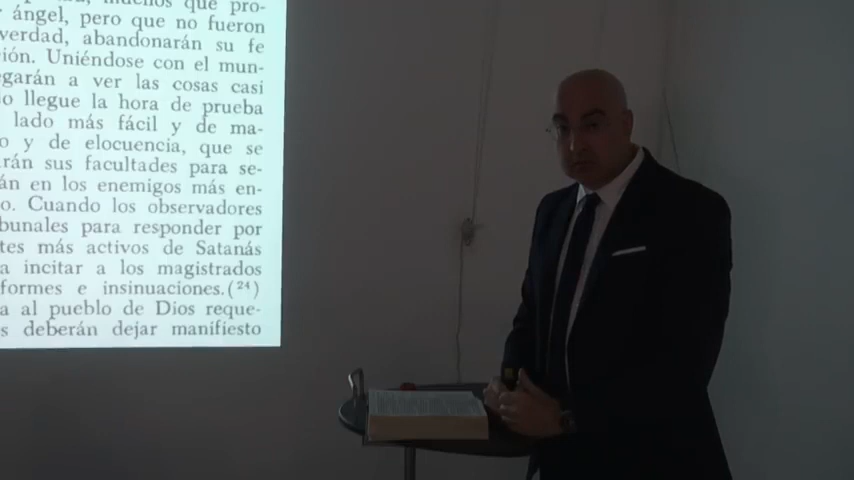 muchos que pro-
ángel, pero que no fueron
verdad, abandonarán su fe
ión. Uniéndose con el mun-
garán a ver las cosas casi
o llegue la hora de prueba
lado más fácil y de ma-
o y de elocuencia, que se
rán sus facultades para se-
án en los enemigos más en-
o. Cuando los observadores
bunales para responder por
tes más activos de Satanás
a incitar a los magistrados
formes e insinuaciones.(24)
a al pueblo de Dios reque-
s deberán dejar manifiesto